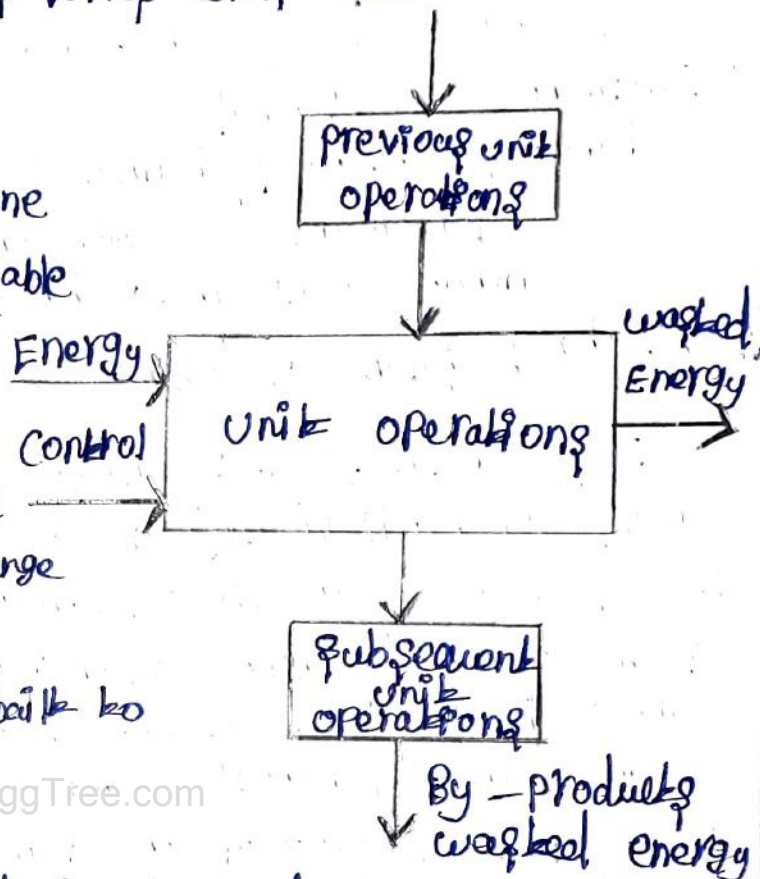 Previous unit
operations
ne
able
Energy
wasted
Energy
Control
unit operations
nge
Subsequent
unit
operations
to
ggTree.com
By - products
wasted energy